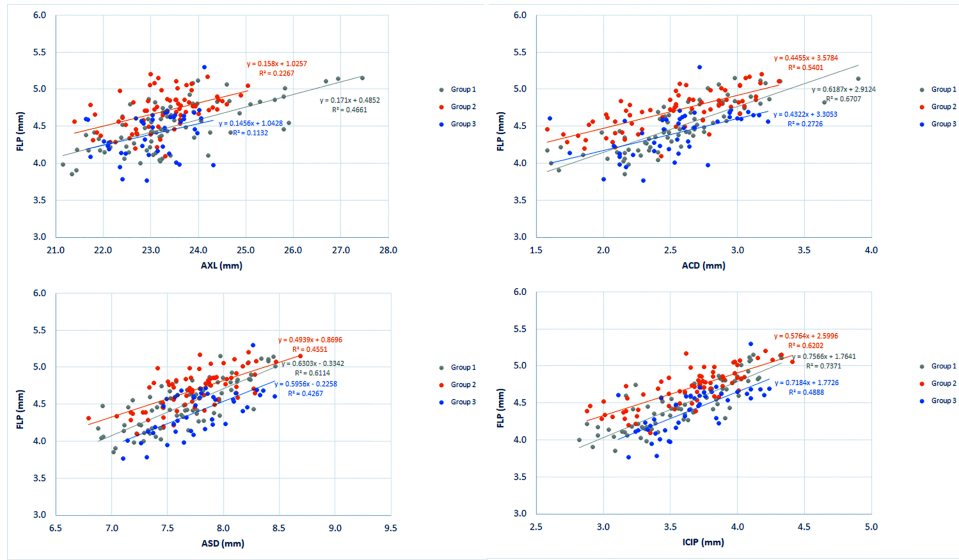 6.0
5.5
5.0
4.5
4.0
3.5
3.0
FLP (mm)
21.0 22.0 23.0 24.0 25.0 26.0 27.0 28.0
AXL (mm)
y = 0.158x + 1.0257
R² = 0.2267
y = 0.171x + 0.4852
R² = 0.4661
y = 0.1456x + 1.0428
R² = 0.1132
Group 1
Group 2
Group 3
6.0
5.5
5.0
4.5
4.0
3.5
3.0
FLP (mm)
1.5 2.0 2.5 3.0 3.5 4.0
ACD (mm)
y = 0.4455x + 3.5784
R² = 0.5401
y = 0.6187x + 2.9124
R² = 0.6707
y = 0.4322x + 3.3053
R² = 0.2726
Group 1
Group 2
Group 3
6.0
5.5
5.0
4.5
4.0
3.5
3.0
FLP (mm)
6.5 7.0 7.5 8.0 8.5 9.0 9.5
ASD (mm)
y = 0.4939x + 0.8696
R² = 0.4551
y = 0.6303x - 0.3342
R² = 0.6114
y = 0.5956x - 0.2258
R² = 0.4267
Group 1
Group 2
Group 3
6.0
5.5
5.0
4.5
4.0
3.5
3.0
FLP (mm)
2.5 3.0 3.5 4.0 4.5 5.0
ICIP (mm)
y = 0.5764x + 2.5996
R² = 0.6202
y = 0.7566x + 1.7641
R² = 0.7371
y = 0.7184x + 1.7726
R² = 0.4888
Group 1
Group 2
Group 3